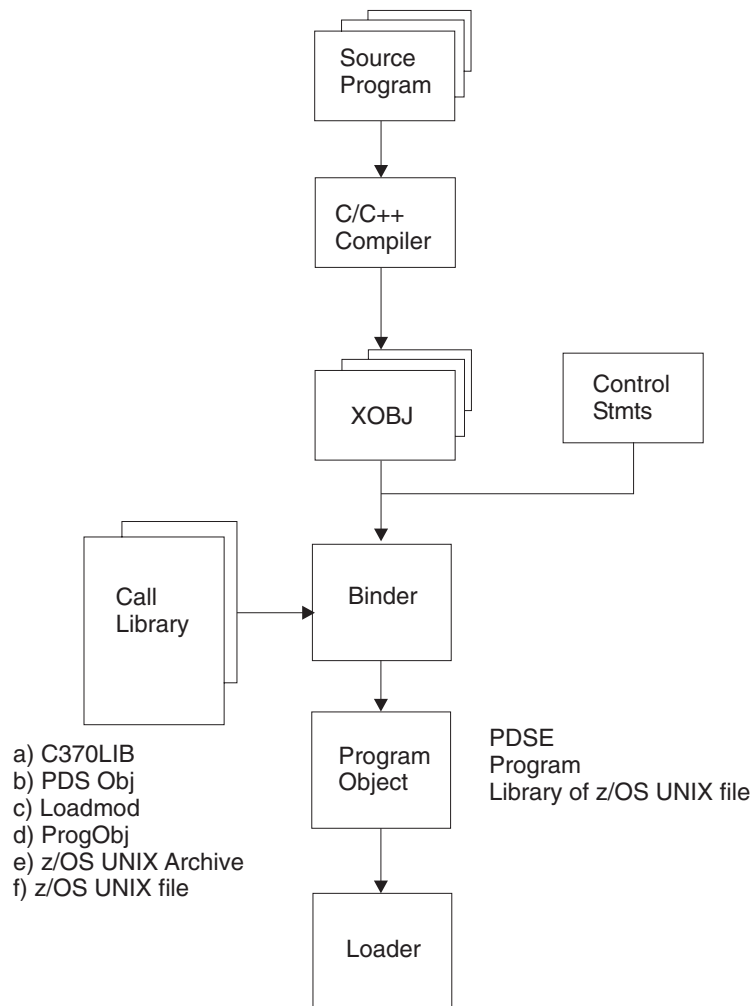 Source
Program
C/C++
Compiler
XOBJ
Control
Stmts
Call
Library
Binder
a) C370LIB
b) PDS Obj
c) Loadmod
d) ProgObj
e) z/OS UNIX Archive
f) z/OS UNIX file
Program
Object
PDSE
Program
Library of z/OS UNIX file
Loader